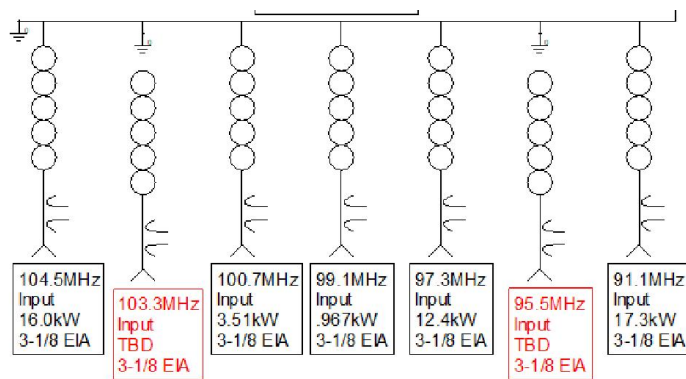 104.5MHz
Input
16.0kW
3-1/8 EIA
103.3MHz
Input
TBD
3-1/8 EIA
100.7MHz
Input
3.51kW
3-1/8 EIA
99.1MHz
Input
.967kW
3-1/8 EIA
97.3MHz
Input
12.4kW
3-1/8 EIA
95.5MHz
Input
TBD
3-1/8 EIA
91.1MHz
Input
17.3kW
3-1/8 EIA